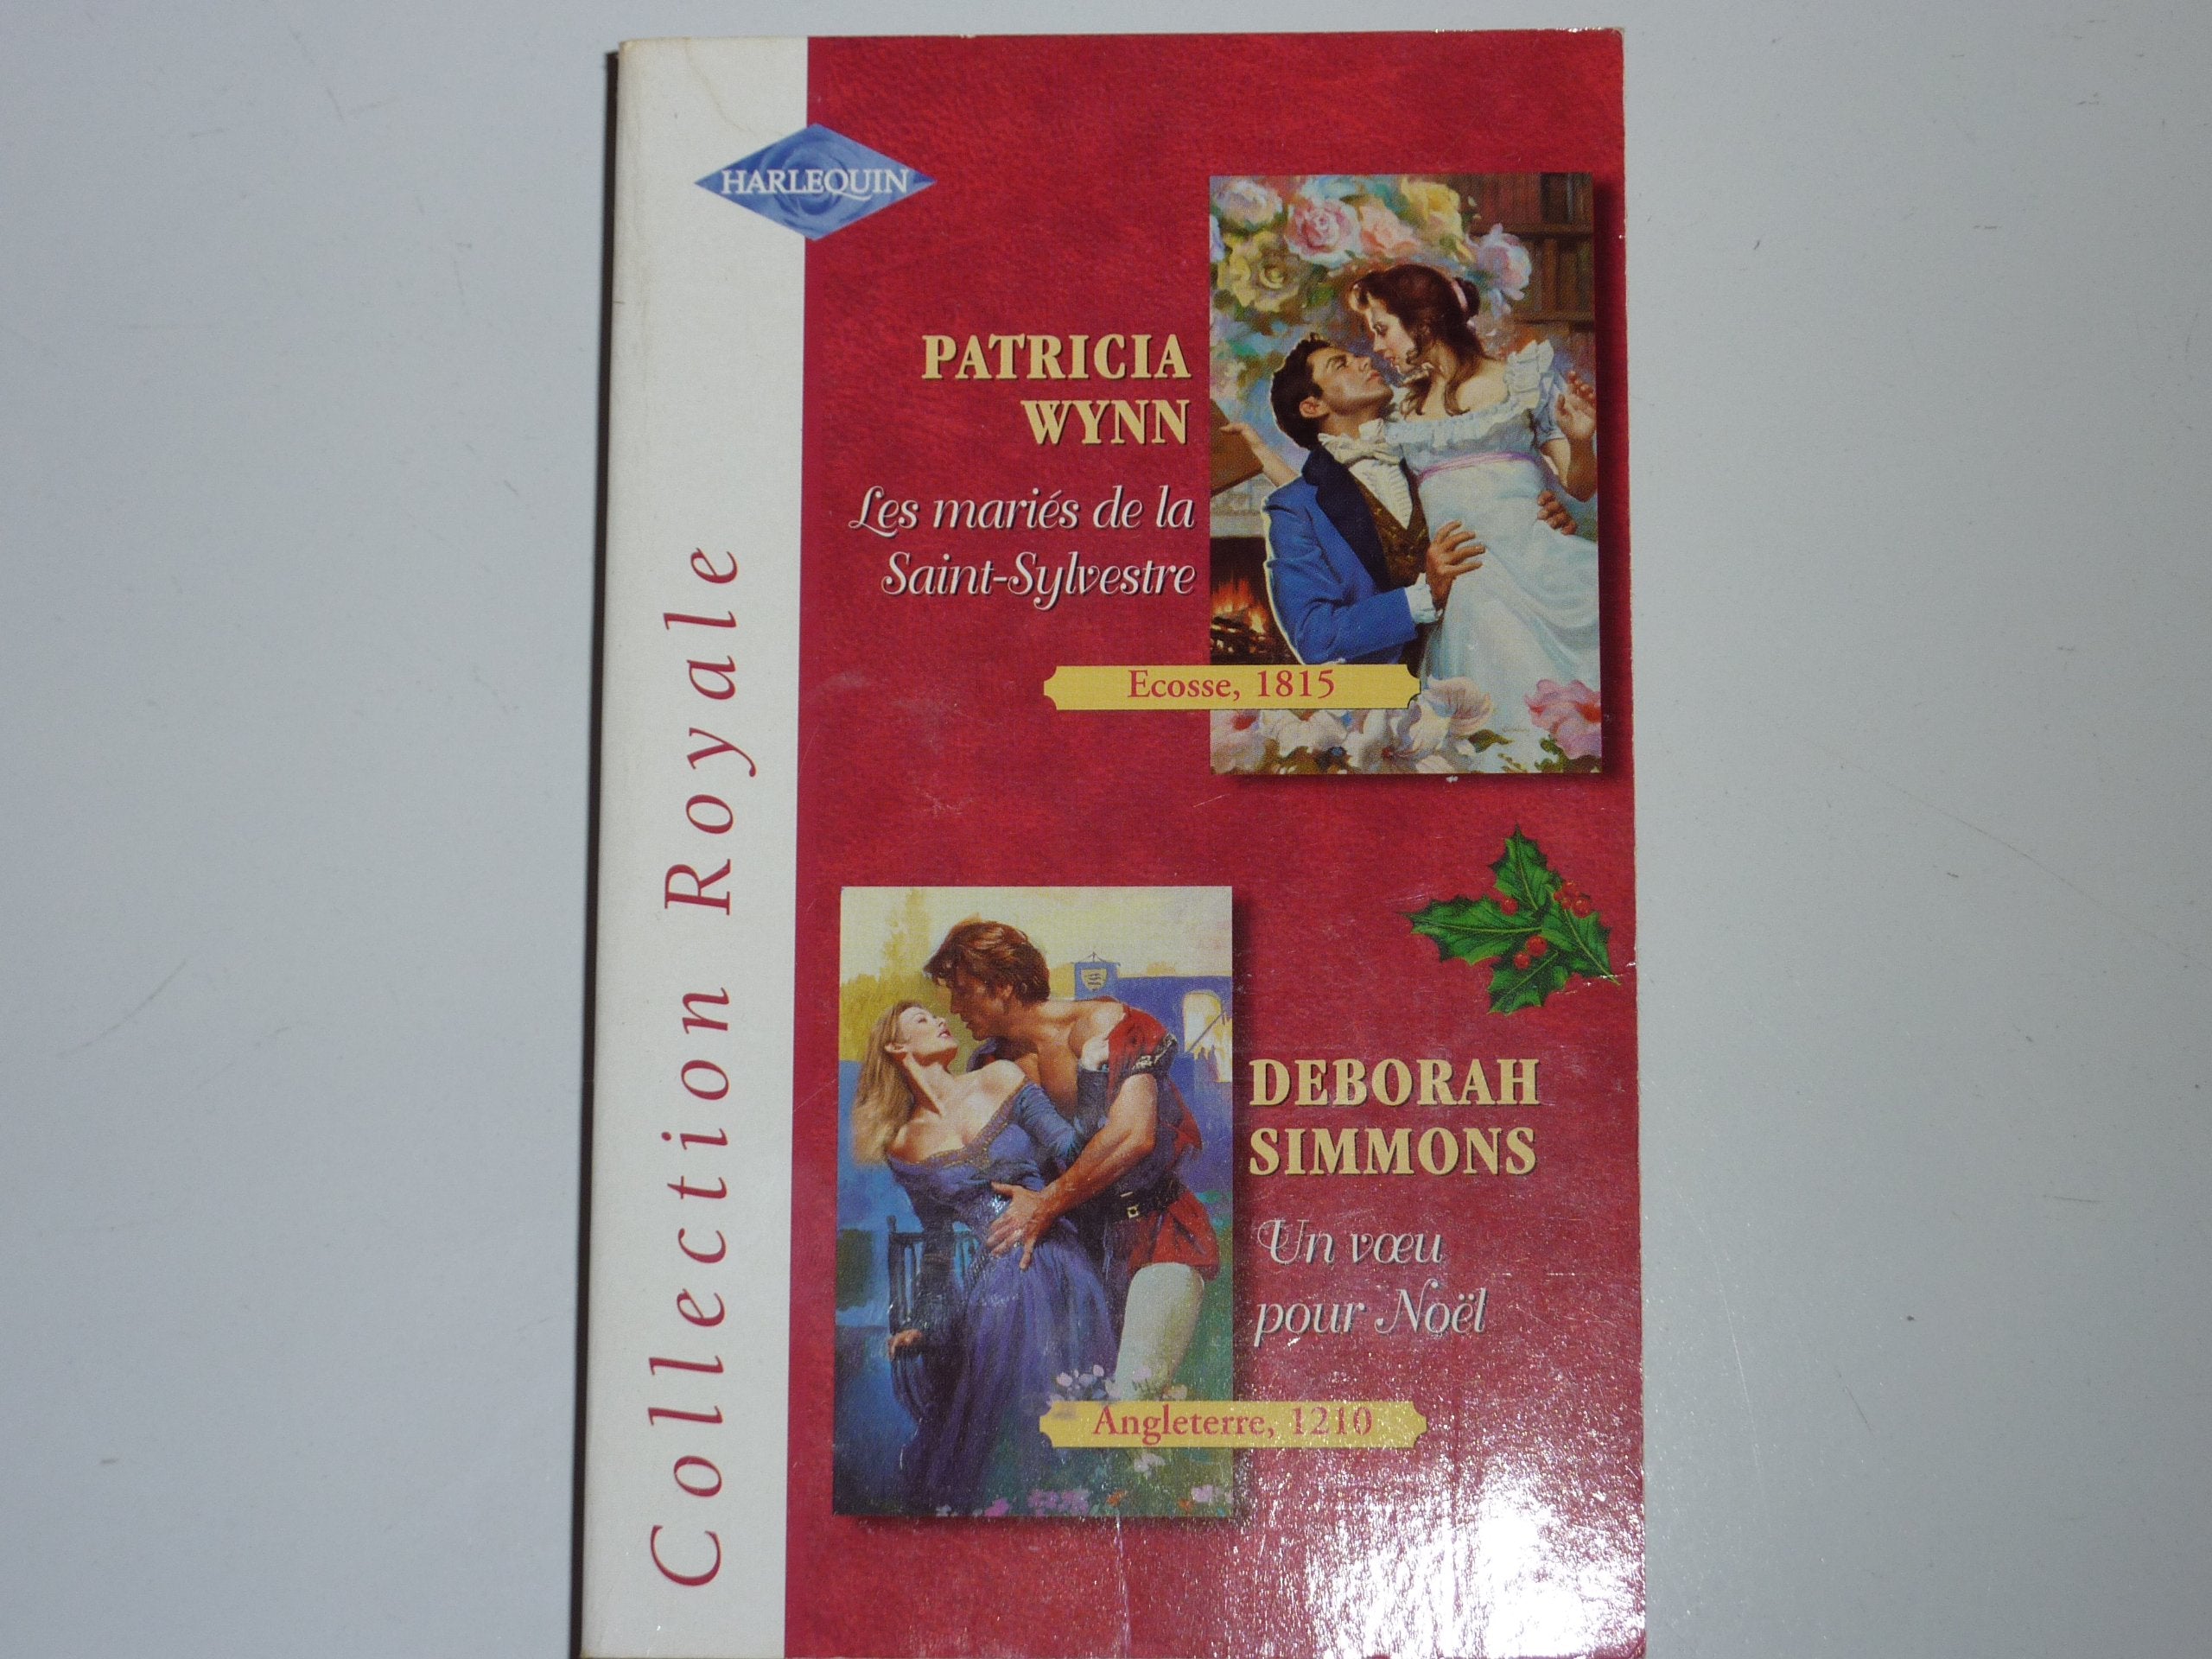 HARLEQUIN
Collection Royale
PATRICIA
WYNN
Les mariés de la
Saint-Sylvestre
Ecosse, 1815
DEBORAH
SIMMONS
Un vœu
pour Noël
Angleterre, 1210